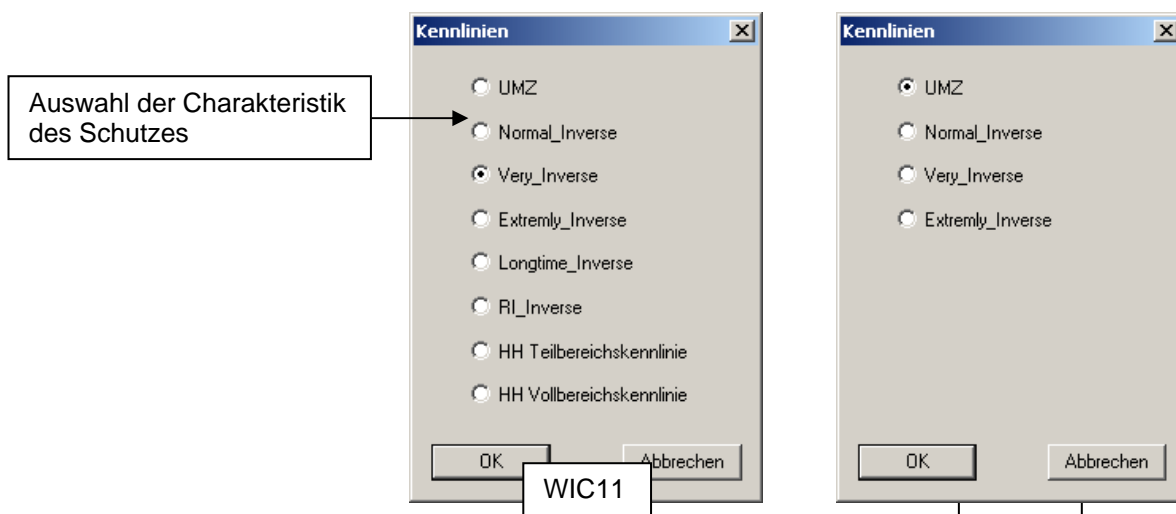 Auswahl der Charakteristik
des Schutzes
Kennlinien
UMZ
Normal_Inverse
Very_Inverse
Extremly_Inverse
Longtime_Inverse
RI_Inverse
HH Teilbereichskennlinie
HH Vollbereichskennlinie
OK
Abbrechen
WIC11
Kennlinien
UMZ
Normal_Inverse
Very_Inverse
Extremly_Inverse
OK
Abbrechen